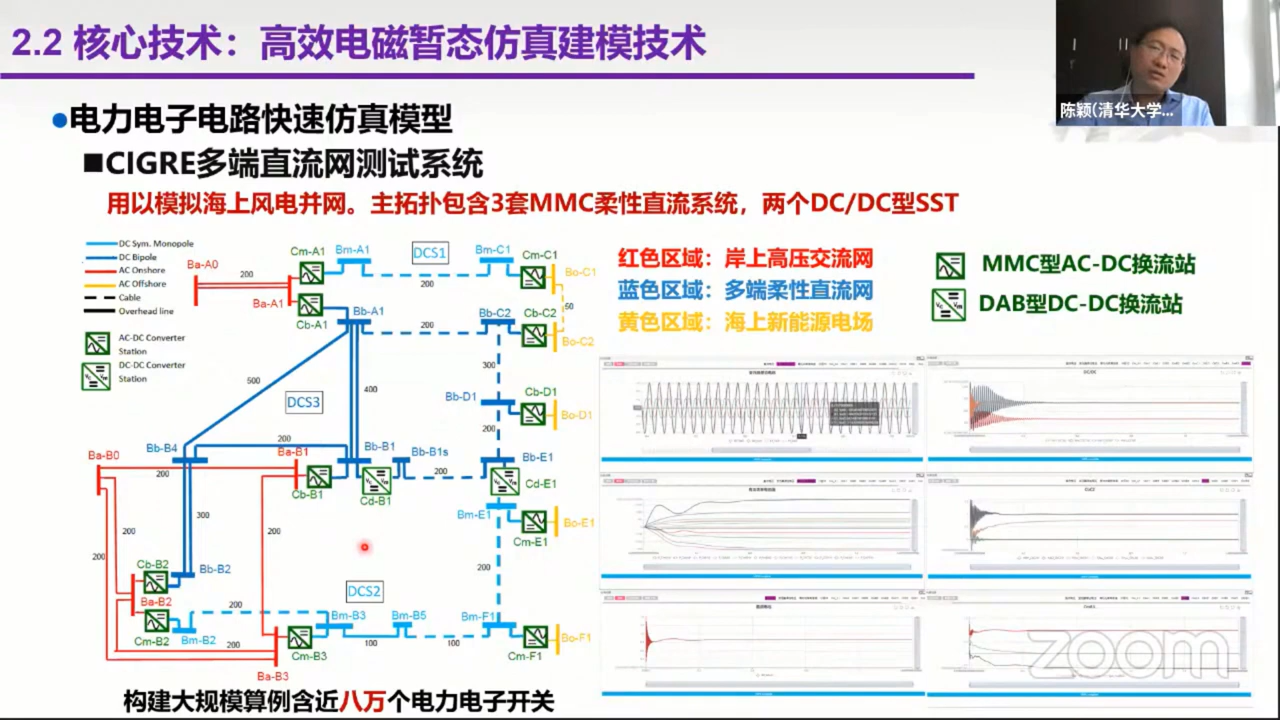 2.2 核心技术：高效电磁暂态仿真建模技术
陈颖(清华大学...
●电力电子电路快速仿真模型
■CIGRE多端直流网测试系统
用以模拟海上风电并网。主拓扑包含3套MMC柔性直流系统，两个DC/DC型SST
DC Sym. Monopole
DC Bipole
AC Onshore
AC Offshore
Cable
Overhead line
AC-DC Converter
Station
DC-DC Converter
Station
Ba-A0
200
Ba-A1
Cm-A1
Bm-A1
DCS1
Bm-C1
Cm-C1
Bo-C1
200
50
Cb-A1
Bb-A1
200
Bb-C2
Cb-C2
Bo-C2
300
500
400
DCS3
Bb-D1
Cb-D1
Bo-D1
200
Bb-B4
200
Ba-B1
Bb-B1
Bb-B1s
Bb-E1
Ba-B0
200
Cb-B1
Cd-B1
200
Cd-E1
Bm-E1
Bo-E1
Cm-E1
300
200
200
200
200
Cb-B2
Bb-B2
Ba-B2
DCS2
200
Cm-B2
Bm-B2
Bm-B3
Bm-B5
Bm-F1
200
Cm-B3
100
100
Cm-F1
Bo-F1
Ba-B3
红色区域：岸上高压交流网
蓝色区域：多端柔性直流网
黄色区域：海上新能源电场
MMC型AC-DC换流站
DAB型DC-DC换流站
构建大规模算例含近八万个电力电子开关
zoom